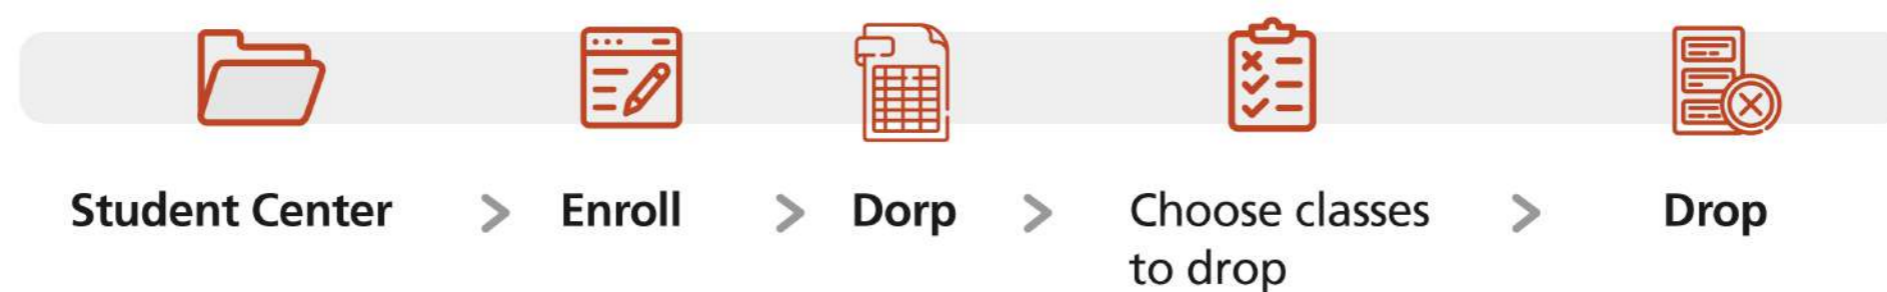 Student Center > Enroll > Dorp > Choose classes > Drop
to drop